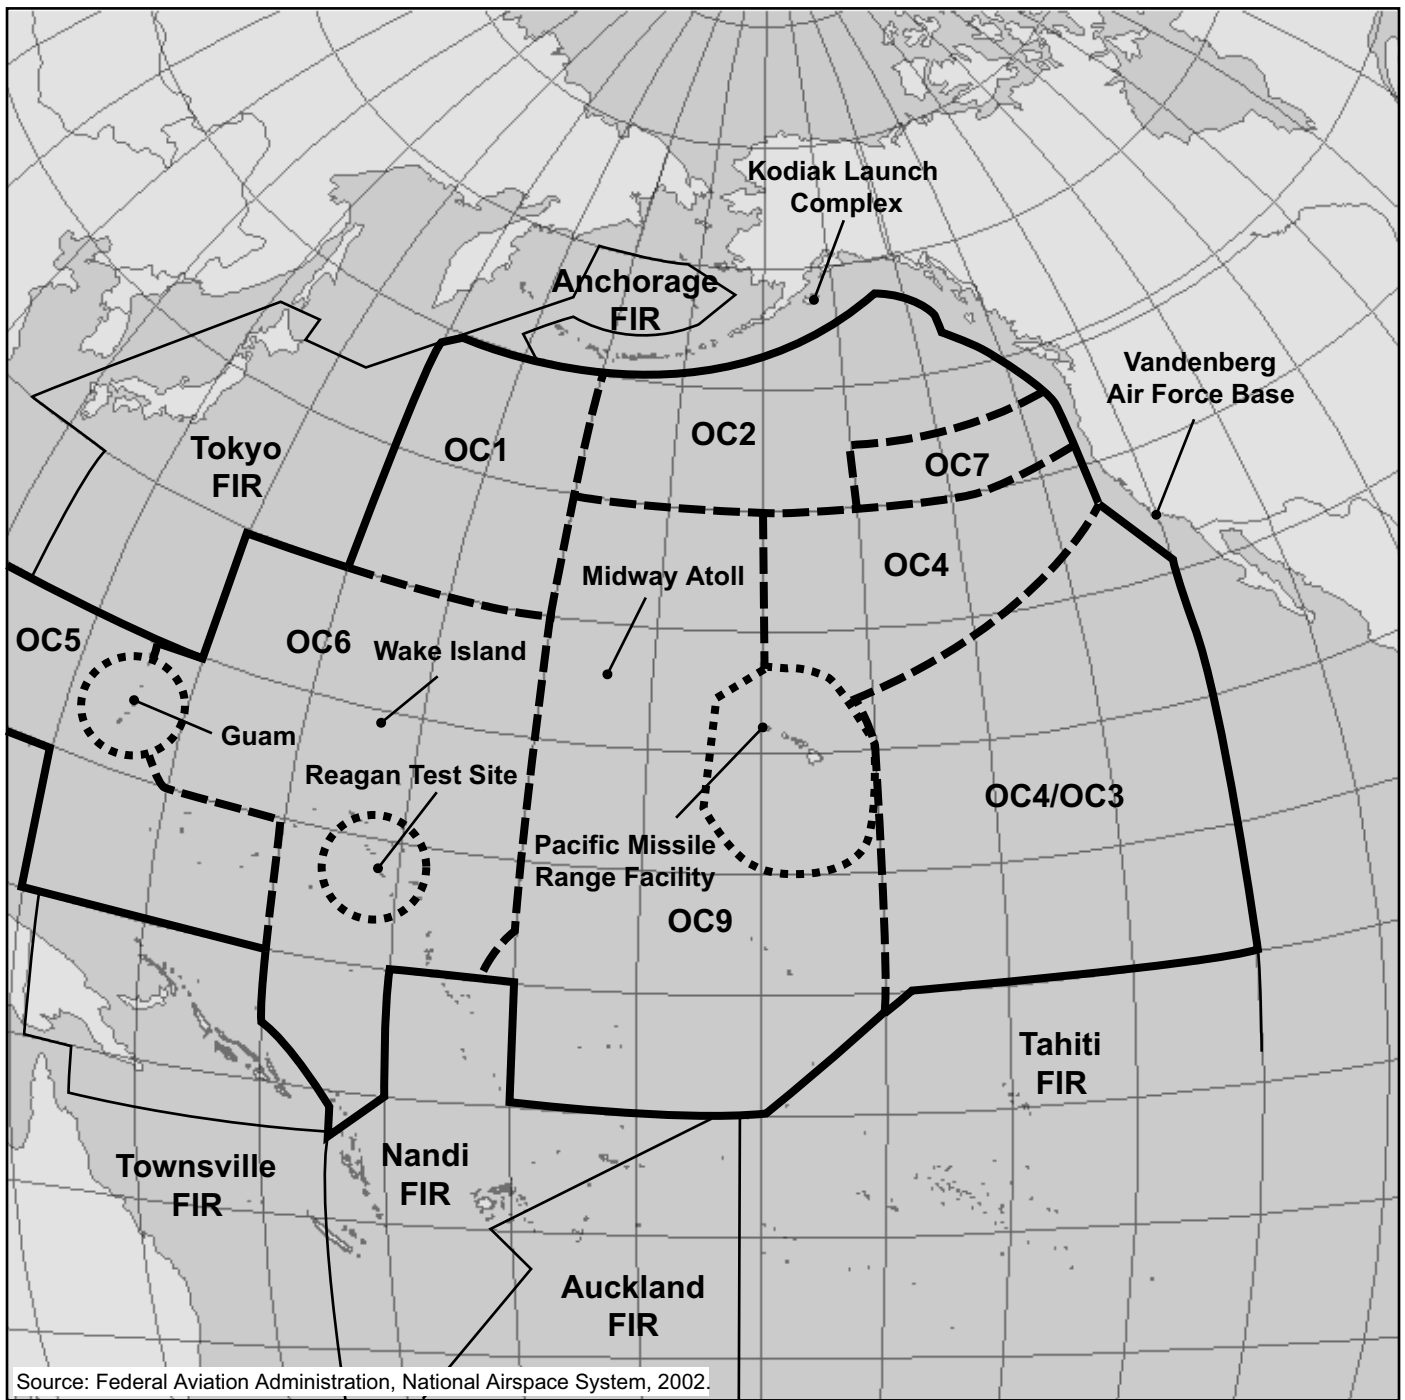 Kodiak Launch
Complex
Anchorage
FIR
Vandenberg
Air Force Base
Tokyo
FIR
OC1
OC2
OC7
OC4
Midway Atoll
OC5
OC6
Wake Island
Guam
Reagan Test Site
OC4/OC3
Pacific Missile
Range Facility
OC9
Tahiti
FIR
Townsville
FIR
Nandi
FIR
Auckland
FIR
Source: Federal Aviation Administration, National Airspace System, 2002.